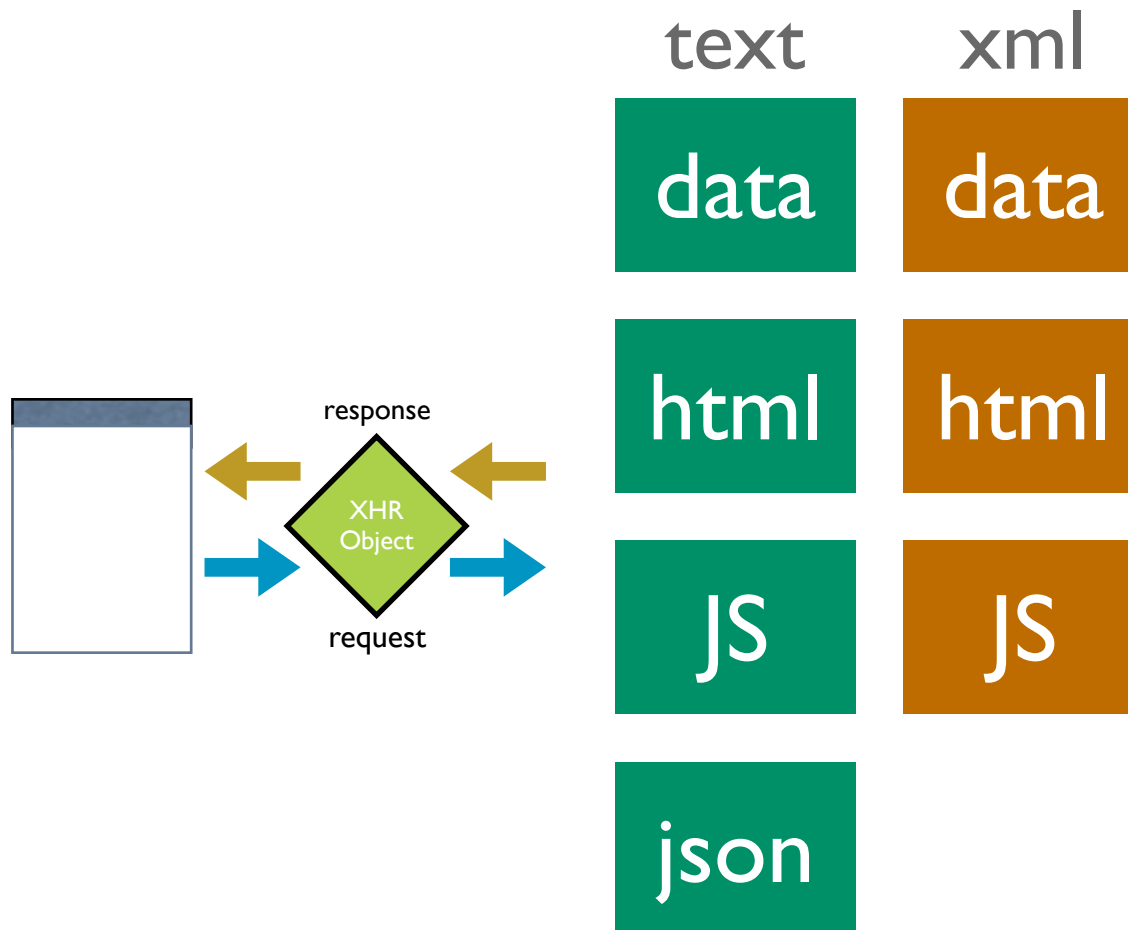 text xml
data data
html html
response
XHR
Object
request
JS JS
json